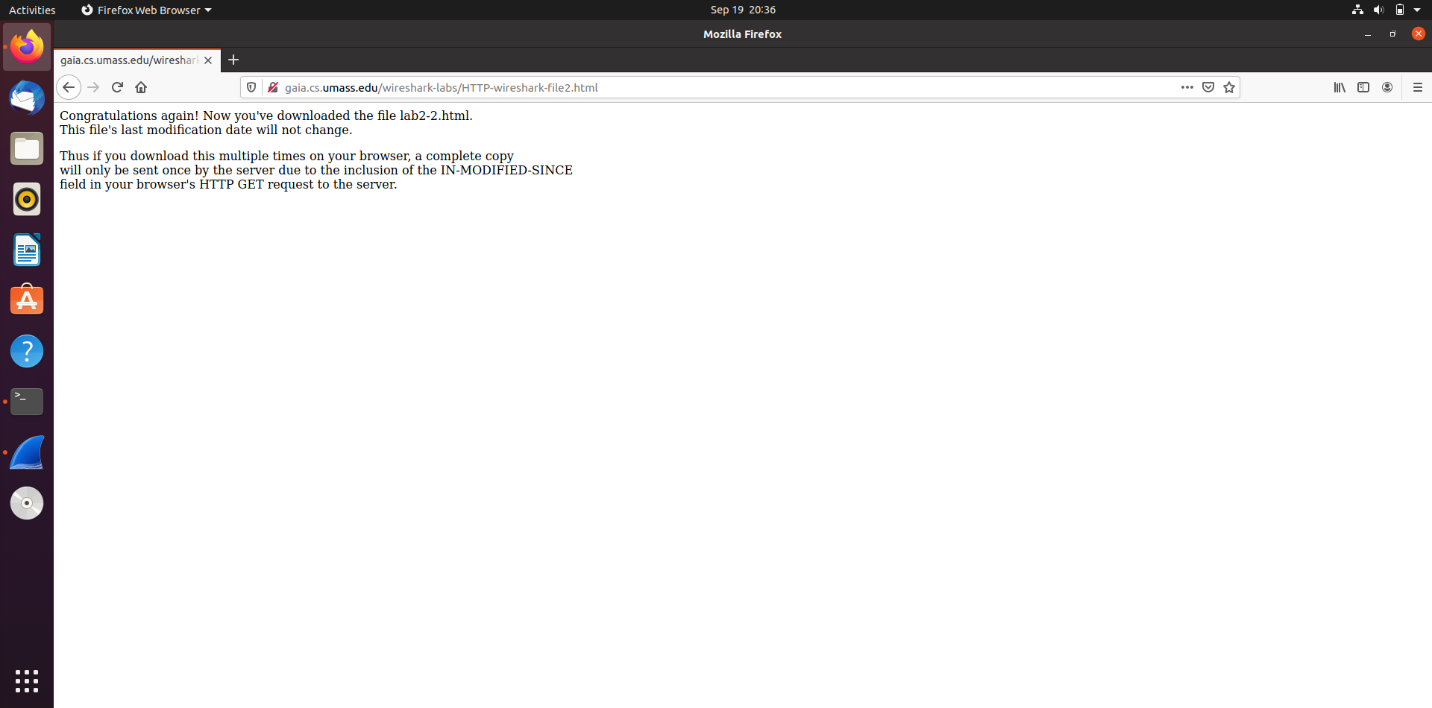 Activities
Firefox Web Browser
Sep 19 20:36
Mozilla Firefox
gaia.cs.umass.edu/wireshark
gaia.cs.umass.edu/wireshark-labs/HTTP-wireshark-file2.html
Congratulations again! Now you've downloaded the file lab2-2.html.
This file's last modification date will not change.
Thus if you download this multiple times on your browser, a complete copy
will only be sent once by the server due to the inclusion of the IN-MODIFIED-SINCE
field in your browser's HTTP GET request to the server.